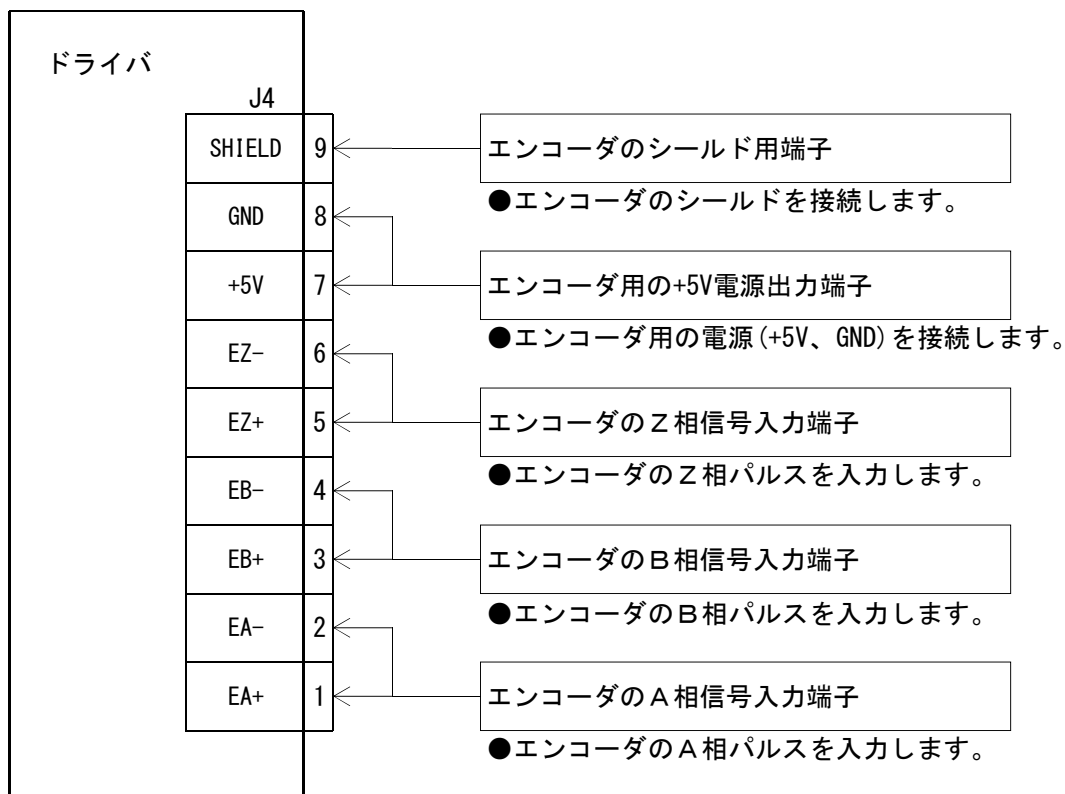 ドライバ
J4
SHIELD 9 エンコーダのシールド用端子
●エンコーダのシールドを接続します。
GND 8
+5V 7 エンコーダ用の+5V電源出力端子
●エンコーダ用の電源(+5V、GND)を接続します。
EZ- 6
EZ+ 5 エンコーダのZ相信号入力端子
●エンコーダのZ相パルスを入力します。
EB- 4
EB+ 3 エンコーダのB相信号入力端子
●エンコーダのB相パルスを入力します。
EA- 2
EA+ 1 エンコーダのA相信号入力端子
●エンコーダのA相パルスを入力します。